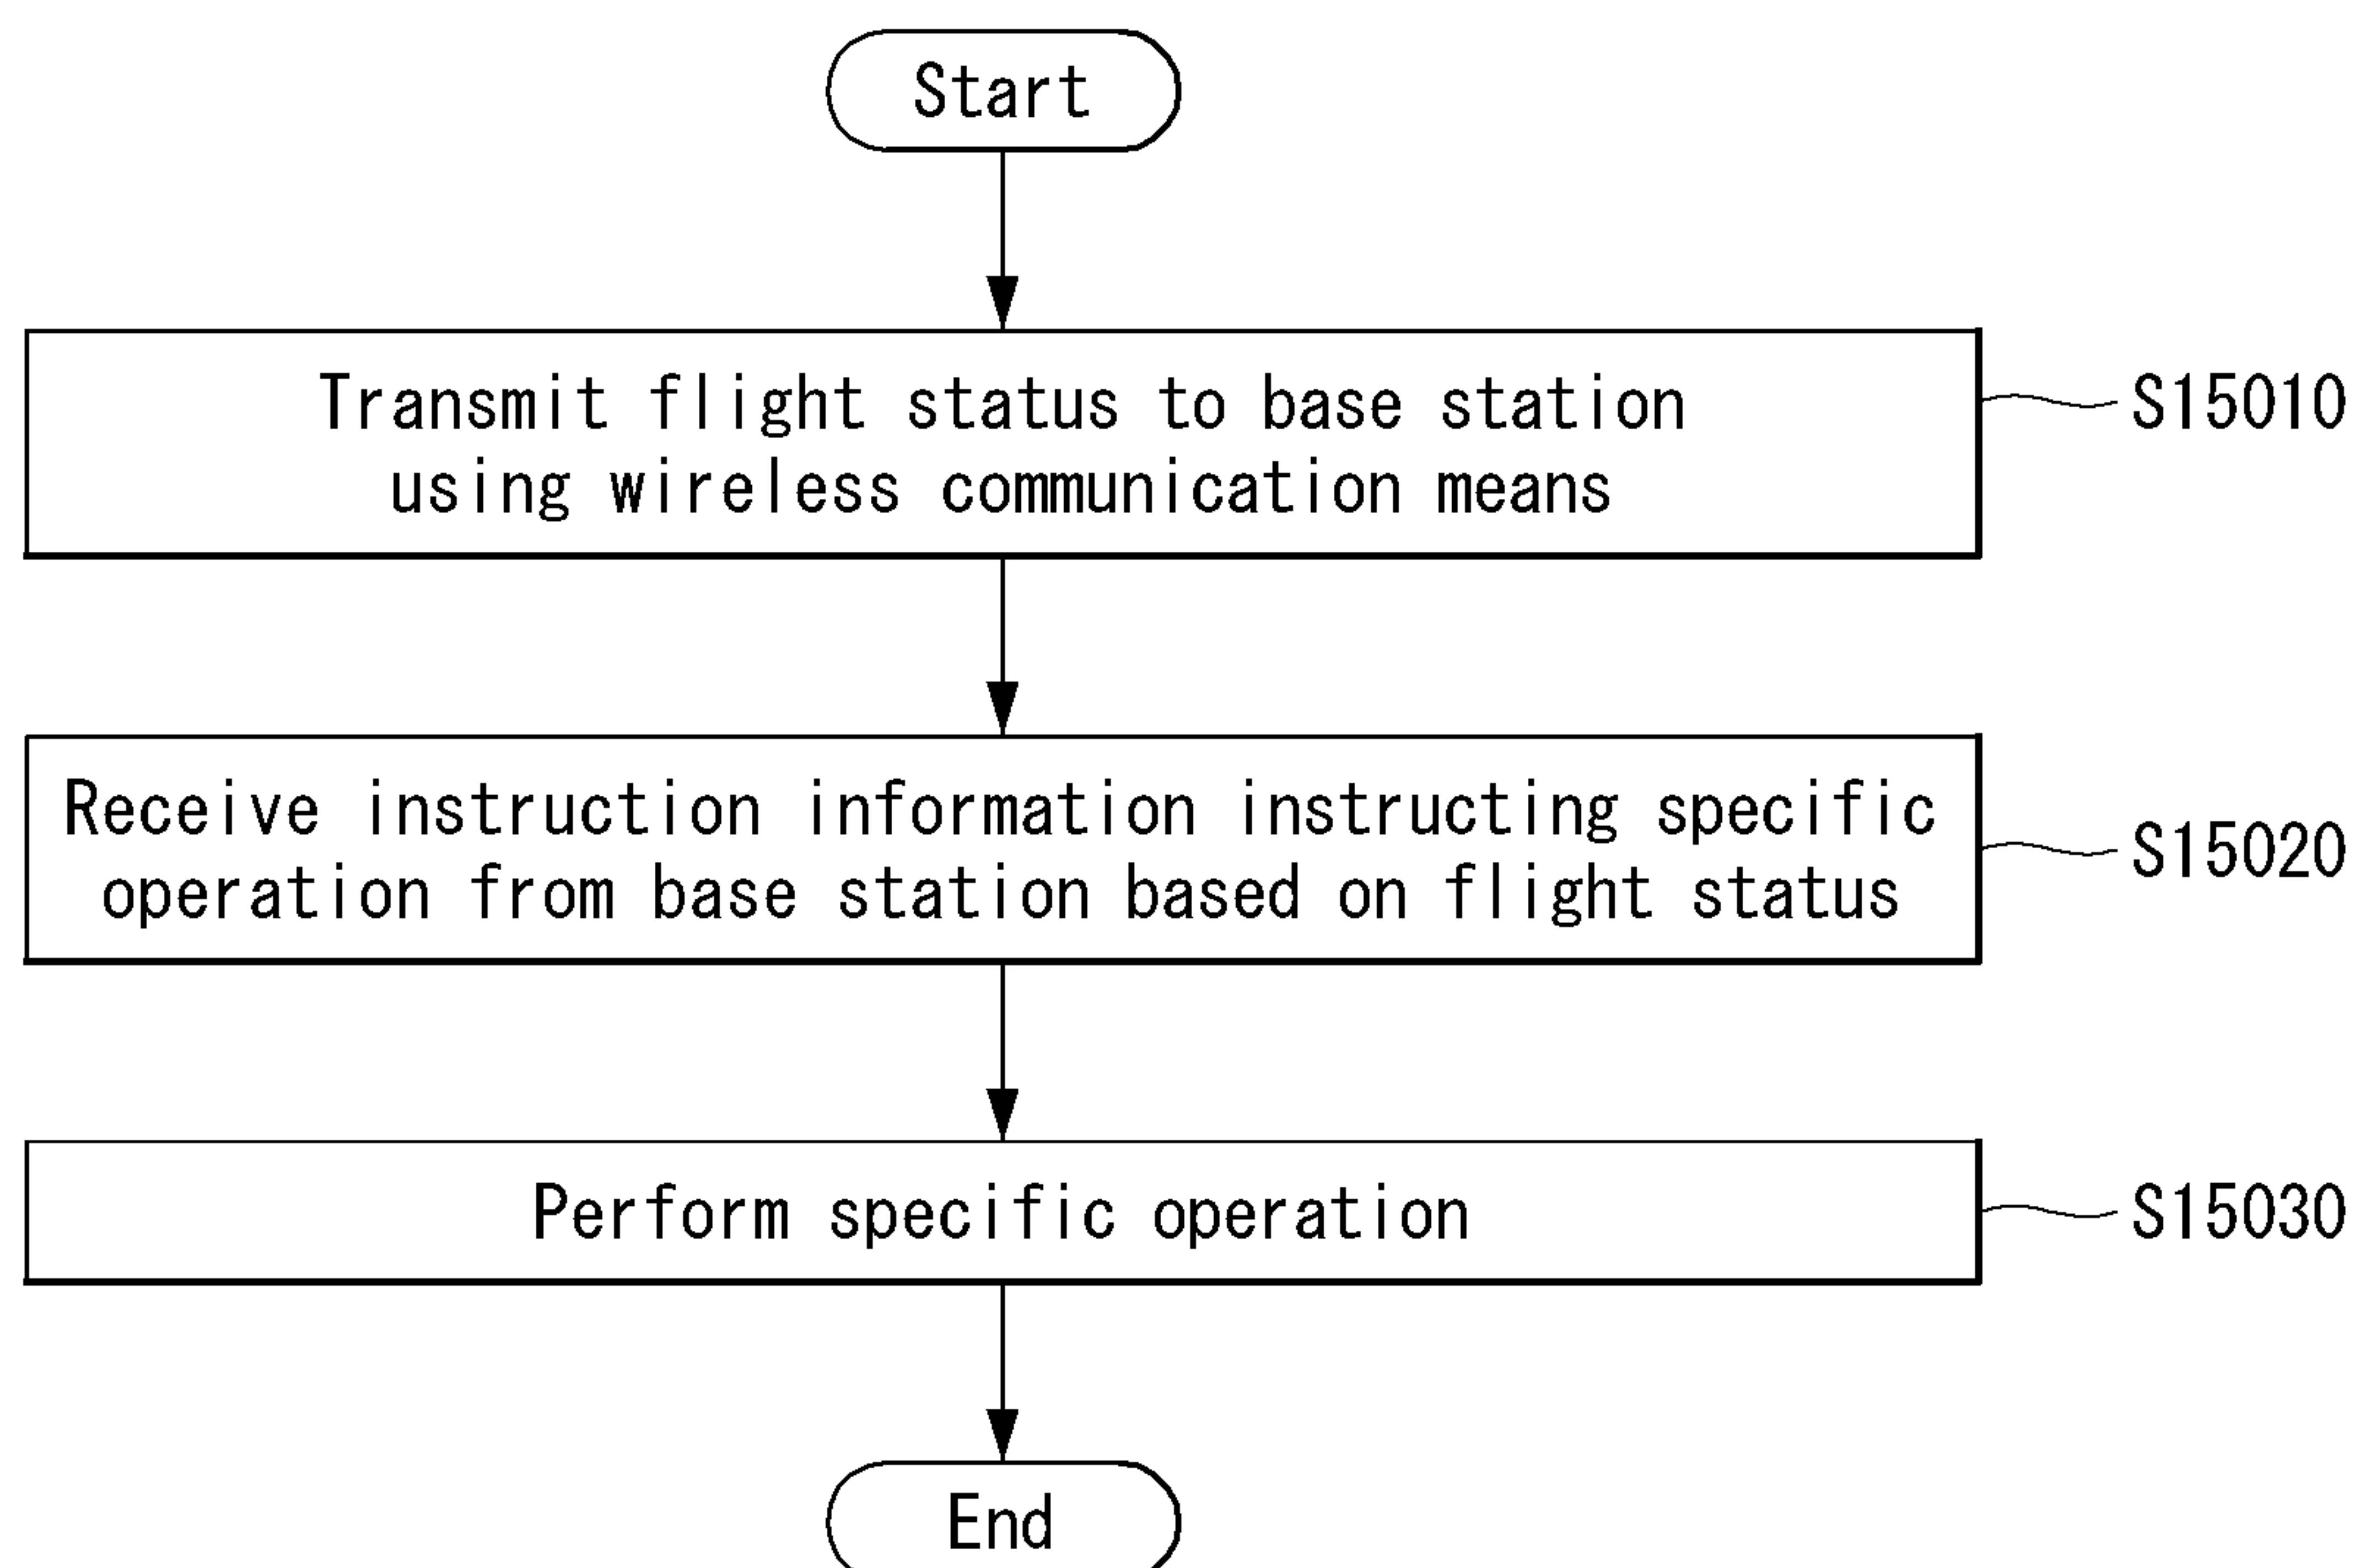 Start
Transmit flight status to base station
using wireless communication means
S15010
Receive instruction information instructing specific
operation from base station based on flight status
S15020
Perform specific operation
S15030
End